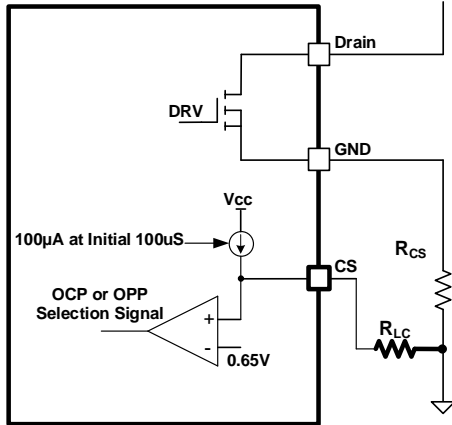 Drain
DRV
GND
Vcc
100µA at Initial 100uS
CS
RCS
OCP or OPP
Selection Signal
+
-
0.65V
RLC